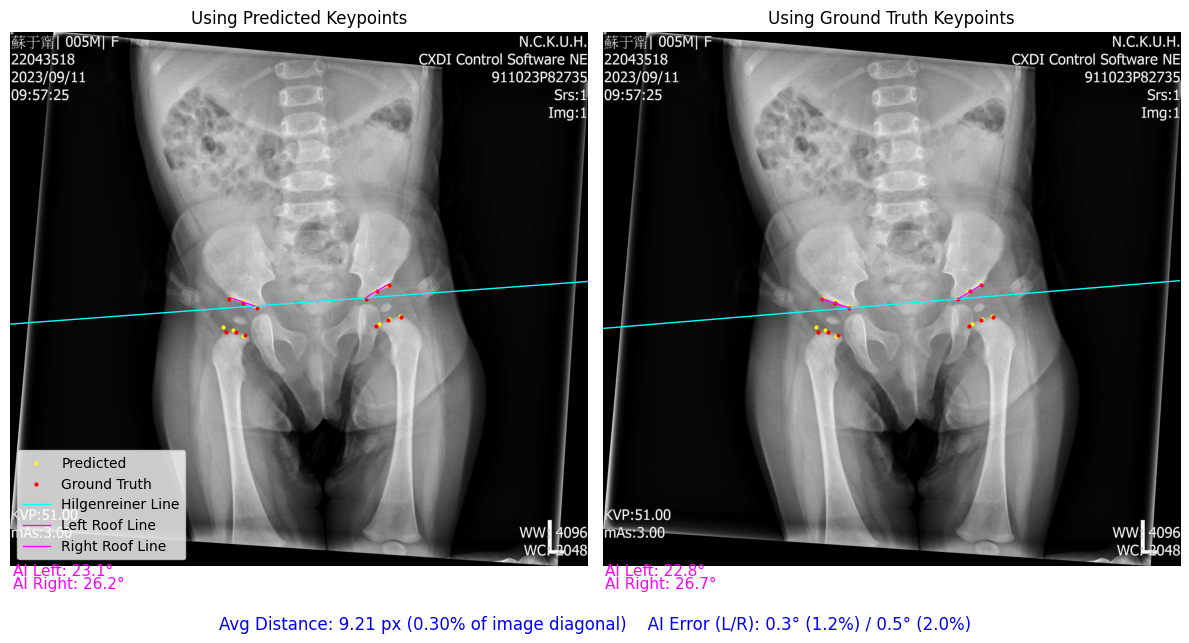 Using Predicted Keypoints
蘇于甯| 005M| F
22043518
2023/09/11
09:57:25
N.C.K.U.H.
CXDI Control Software NE
911023P82735
Srs:1
Img:1
Predicted
Ground Truth
Hilgenreiner Line
Left Roof Line
Right Roof Line
KVP:51.00
mAs:3.00
WW: 4096
WC: 2048
L
AI Left: 23.1°
AI Right: 26.2°
Using Ground Truth Keypoints
蘇于甯| 005M| F
22043518
2023/09/11
09:57:25
N.C.K.U.H.
CXDI Control Software NE
911023P82735
Srs:1
Img:1
KVP:51.00
mAs:3.00
WW: 4096
WC: 2048
L
AI Left: 22.8°
AI Right: 26.7°
Avg Distance: 9.21 px (0.30% of image diagonal) AI Error (L/R): 0.3° (1.2%) / 0.5° (2.0%)